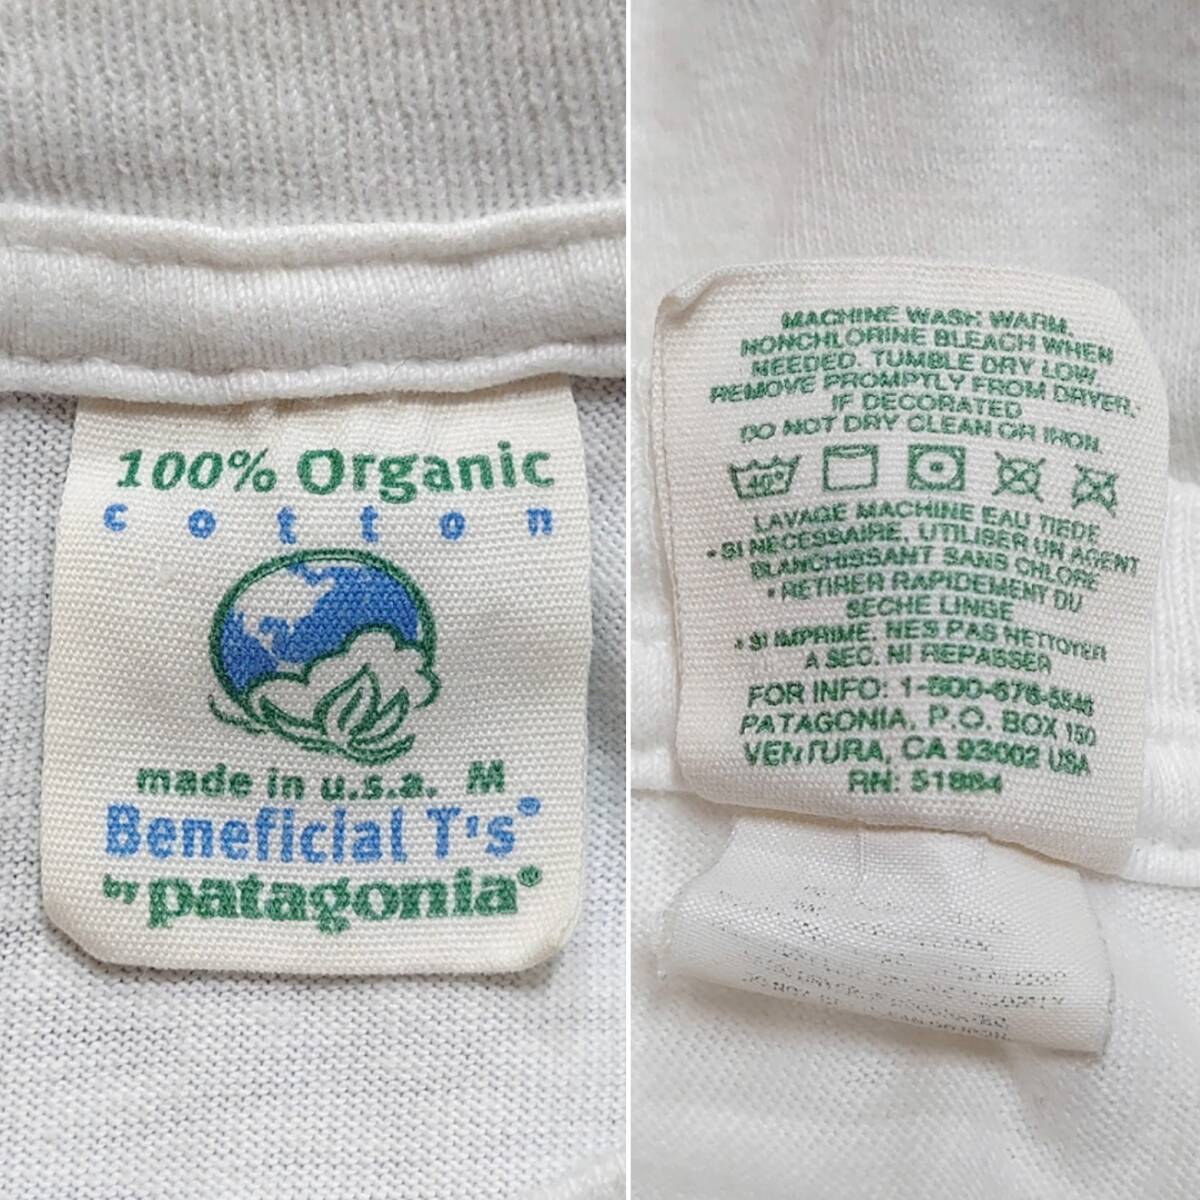 100% Organic
cotton
made in u.s.a. M
Beneficial T's®
by patagonia®
MACHINE WASH WARM.
NONCHLORINE BLEACH WHEN
NEEDED. TUMBLE DRY LOW.
REMOVE PROMPTLY FROM DRYER.
IF DECORATED
DO NOT DRY CLEAN OR IRON.
40°
LAVAGE MACHINE EAU TIEDE
• SI NECESSAIRE, UTILISER UN AGENT
BLANCHISSANT SANS CHLORE
• RETIRER RAPIDEMENT DU
SECHE LINGE
• SI IMPRIME. NES PAS NETTOYER
A SEC. NI REPASSER
FOR INFO: 1-800-676-5546
PATAGONIA, P.O. BOX 150
VENTURA, CA 93002 USA
RN: 51884